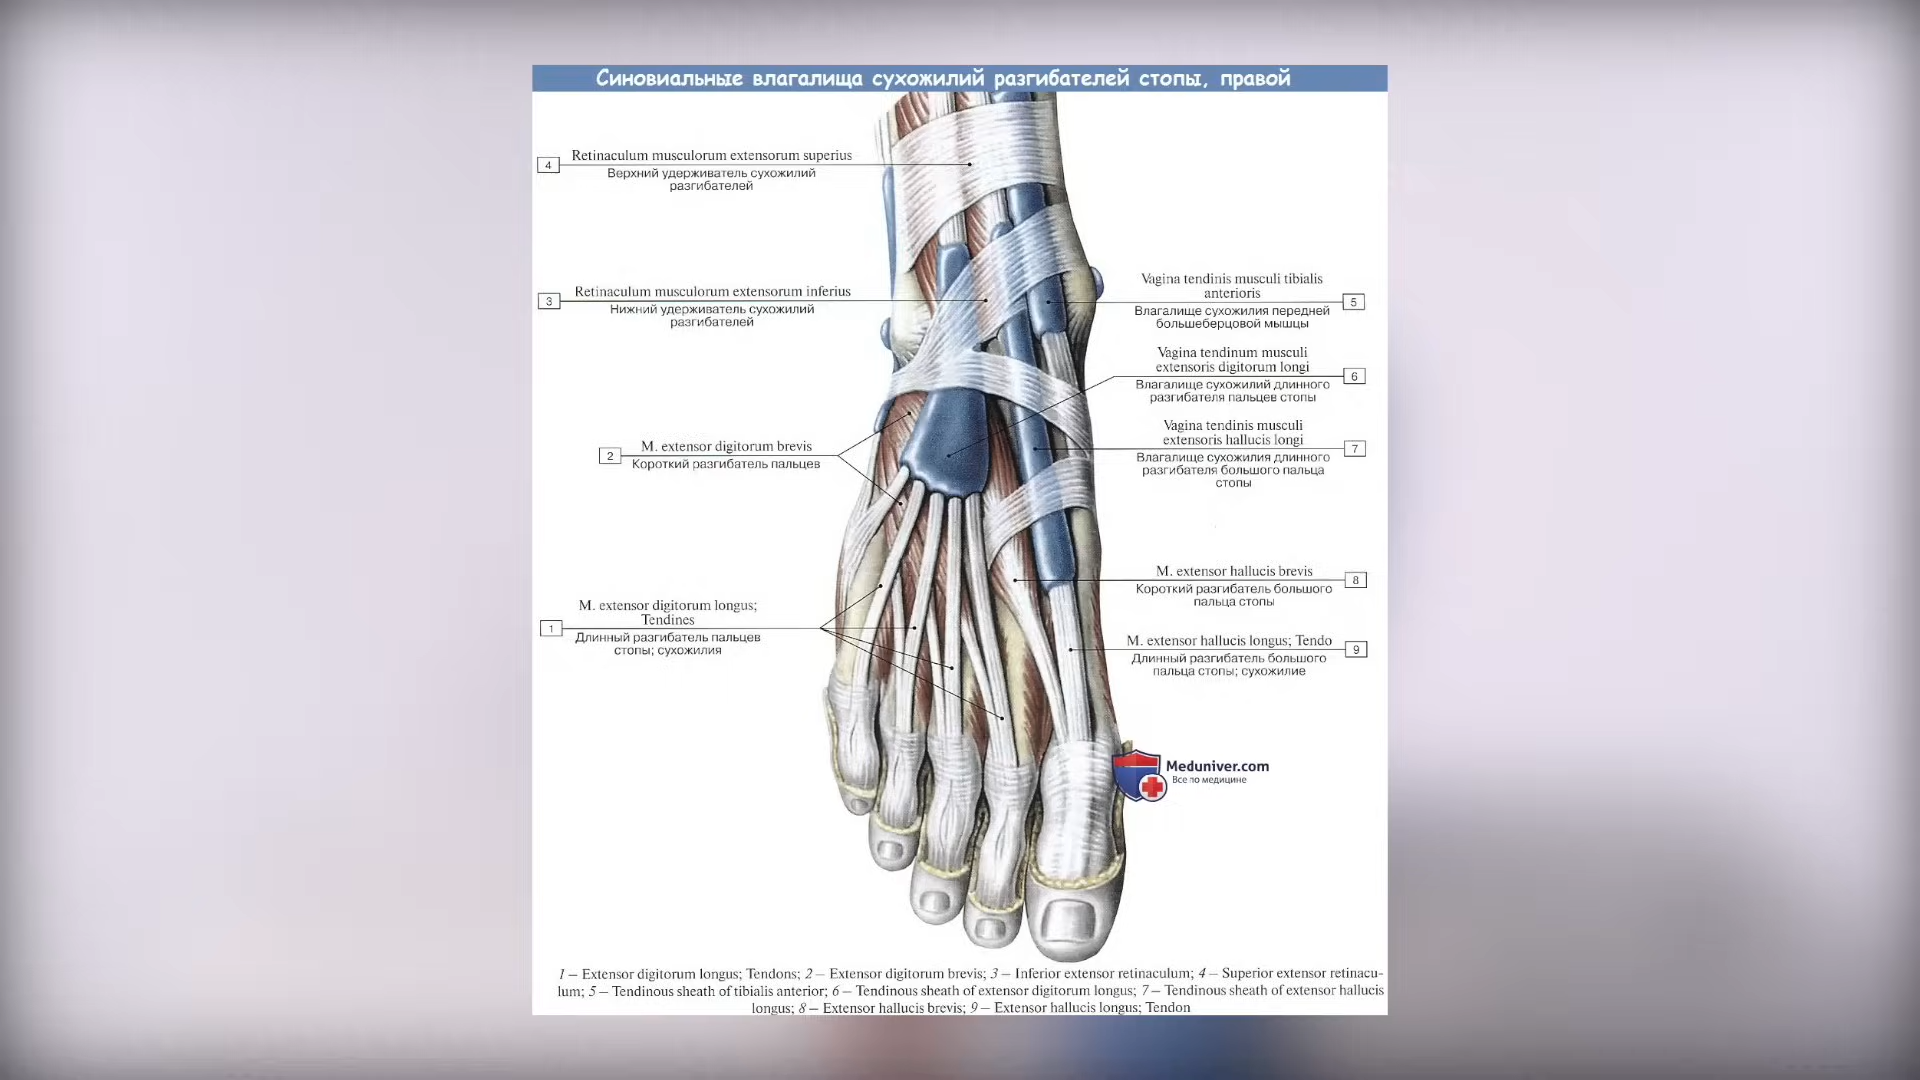 Синовиальные влагалища сухожилий разгибателей стопы, правой
4
Retinaculum musculorum extensorum superius
Верхний удерживатель сухожилий
разгибателей
3
Retinaculum musculorum extensorum inferius
Нижний удерживатель сухожилий
разгибателей
2
M. extensor digitorum brevis
Короткий разгибатель пальцев
1
M. extensor digitorum longus;
Tendines
Длинный разгибатель пальцев
стопы; сухожилия
Vagina tendinis musculi tibialis
anterioris
5
Влагалище сухожилия передней
большеберцовой мышцы
Vagina tendinum musculi
extensoris digitorum longi
6
Влагалище сухожилий длинного
разгибателя пальцев стопы
Vagina tendinis musculi
extensoris hallucis longi
7
Влагалище сухожилия длинного
разгибателя большого пальца
стопы
M. extensor hallucis brevis
8
Короткий разгибатель большого
пальца стопы
M. extensor hallucis longus; Tendo
9
Длинный разгибатель большого
пальца стопы; сухожилие
Meduniver.com
Все по медицине
1 – Extensor digitorum longus; Tendons; 2 – Extensor digitorum brevis; 3 – Inferior extensor retinaculum; 4 – Superior extensor retinacu-
lum; 5 – Tendinous sheath of tibialis anterior; 6 – Tendinous sheath of extensor digitorum longus; 7 – Tendinous sheath of extensor hallucis
longus; 8 – Extensor hallucis brevis; 9 – Extensor hallucis longus; Tendon